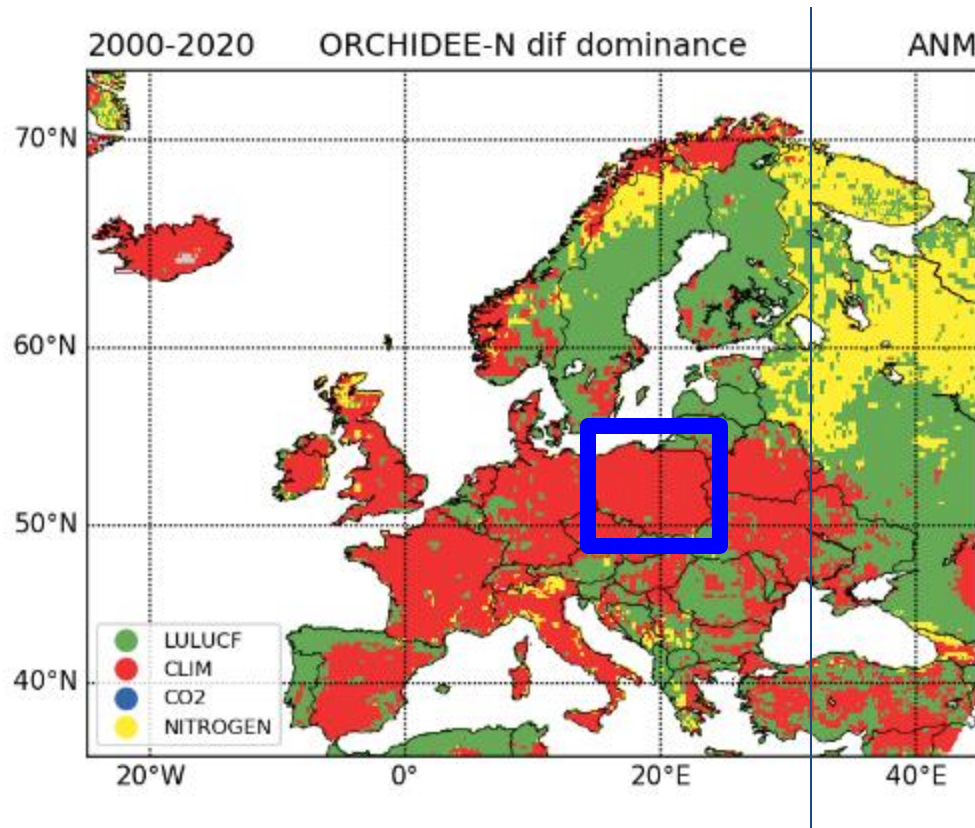 2000-2020 ORCHIDEE-N dif dominance ANM
70°N
60°N
50°N
40°N
LULUCF
CLIM
CO2
NITROGEN
20°W 0° 20°E 40°E